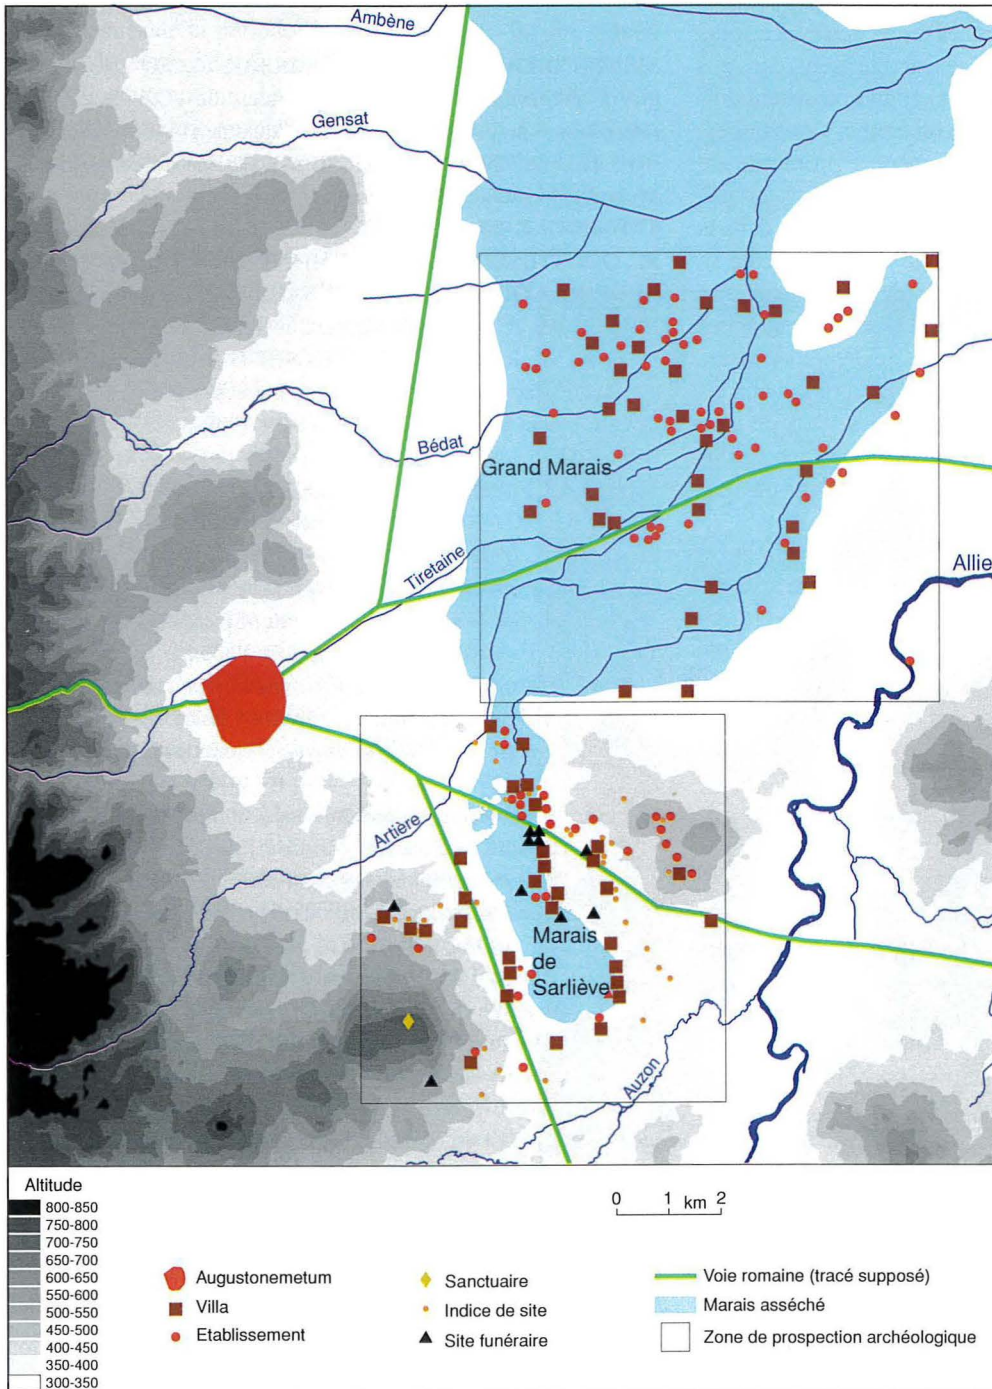 Ambène
Gensat
Bédat
Grand Marais
Tiretaine
Allie
Artière
Marais
de
Sarliève
Auzon
Altitude
800-850
750-800
700-750
650-700
600-650
550-600
500-550
450-500
400-450
350-400
300-350
0 1 km 2
Augustonemetum
Villa
Etablissement
Sanctuaire
Indice de site
Site funéraire
Voie romaine (tracé supposé)
Marais asséché
Zone de prospection archéologique